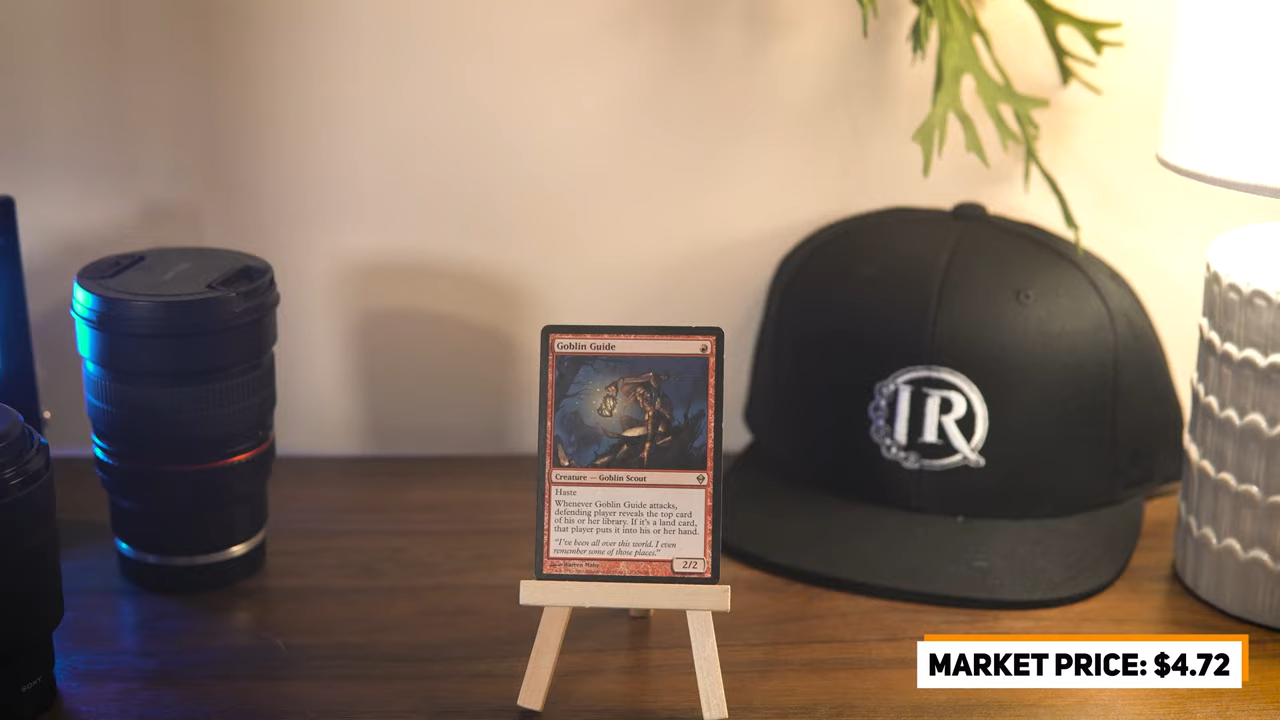 Goblin Guide
Creature — Goblin Scout
Haste
Whenever Goblin Guide attacks,
defending player reveals the top card
of his or her library. If it's a land card,
that player puts it into his or her hand.
"I've been all over this world. I even
remember some of those places."
Warren Mahy
2/2
IR
SONY
MARKET PRICE: $4.72